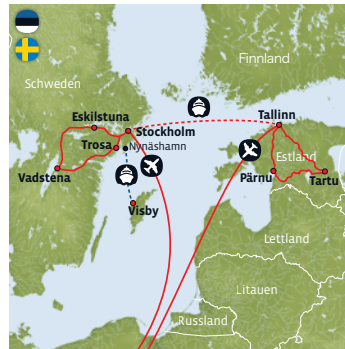 Finnland
Schweden
Eskilstuna
Tallinn
Stockholm
Trosa
Nynäshamn
Estland
Vadstena
Pärnu
Tartu
Visby
Lettland
Litauen
Russland